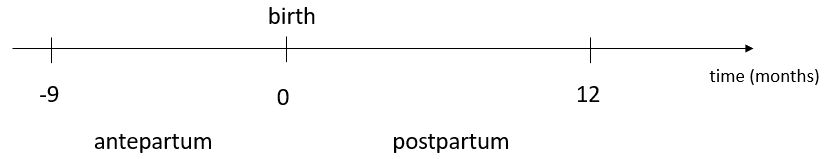 birth
time (months)
-9 0 12
antepartum postpartum